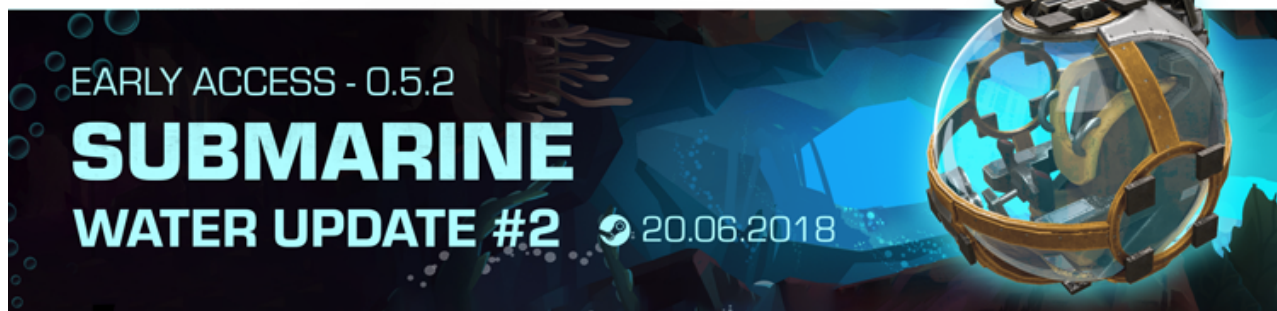 EARLY ACCESS - 0.5.2
SUBMARINE
WATER UPDATE #2
20.06.2018